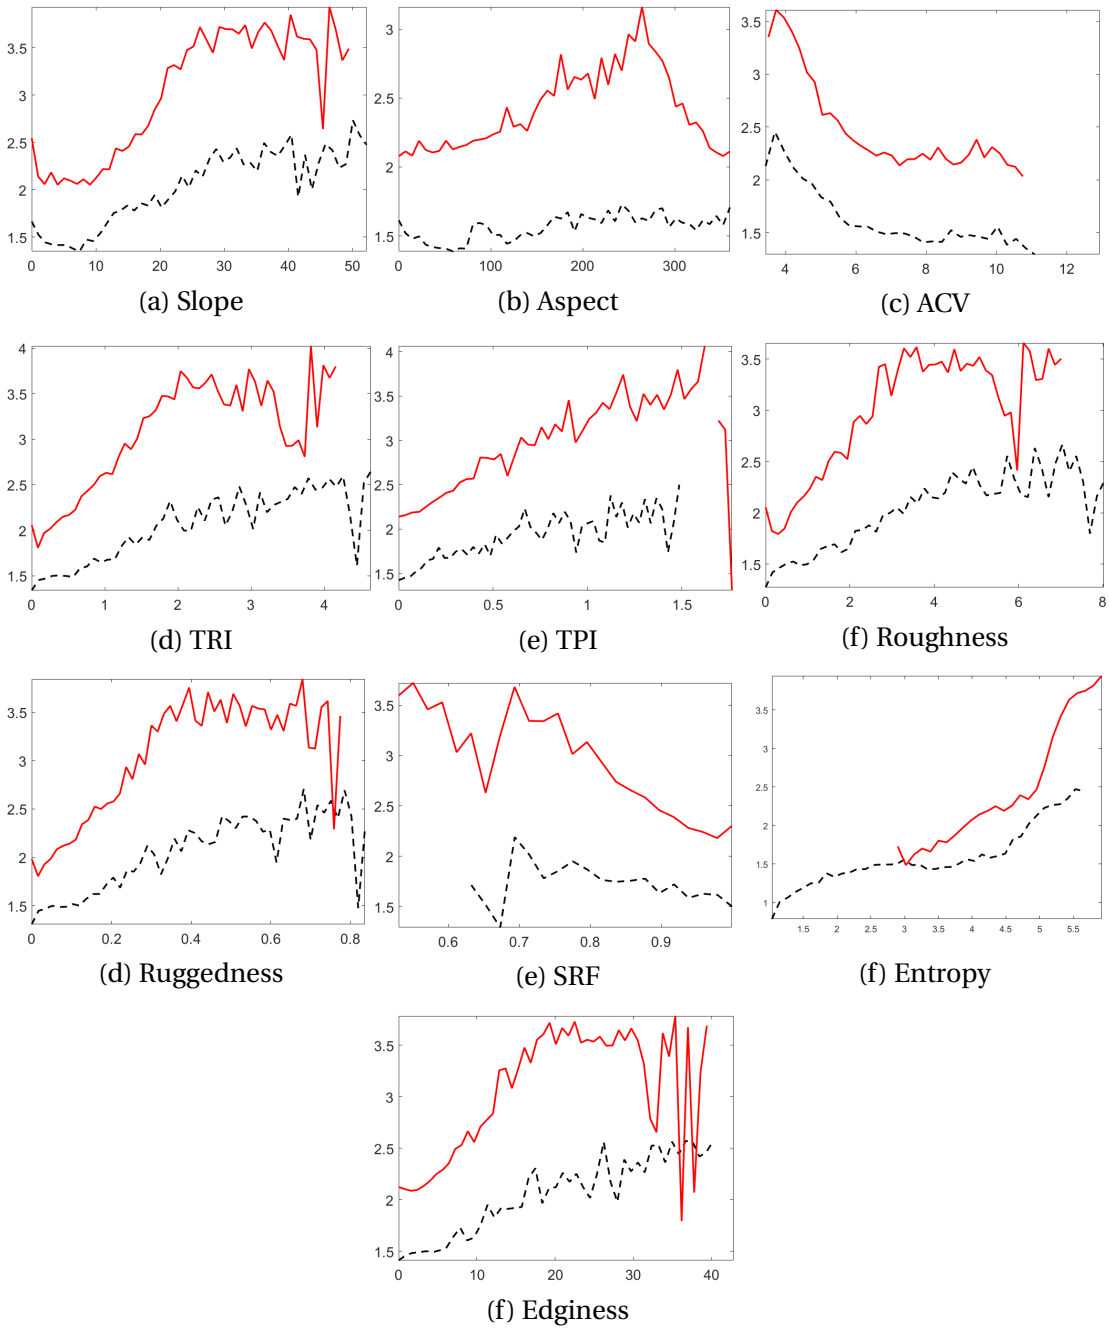 3.5
3
2.5
2
1.5
0 10 20 30 40 50
(a) Slope
3
2.5
2
1.5
0 100 200 300
(b) Aspect
3.5
3
2.5
2
1.5
4 6 8 10 12
(c) ACV
4
3.5
3
2.5
2
1.5
0 1 2 3 4
(d) TRI
4
3.5
3
2.5
2
1.5
0 0.5 1 1.5
(e) TPI
3.5
3
2.5
2
1.5
0 2 4 6 8
(f) Roughness
3.5
3
2.5
2
1.5
0 0.2 0.4 0.6 0.8
(d) Ruggedness
3.5
3
2.5
2
1.5
0.6 0.7 0.8 0.9
(e) SRF
3.5
3
2.5
2
1.5
1
1.5 2 2.5 3 3.5 4 4.5 5 5.5
(f) Entropy
3.5
3
2.5
2
1.5
0 10 20 30 40
(f) Edginess